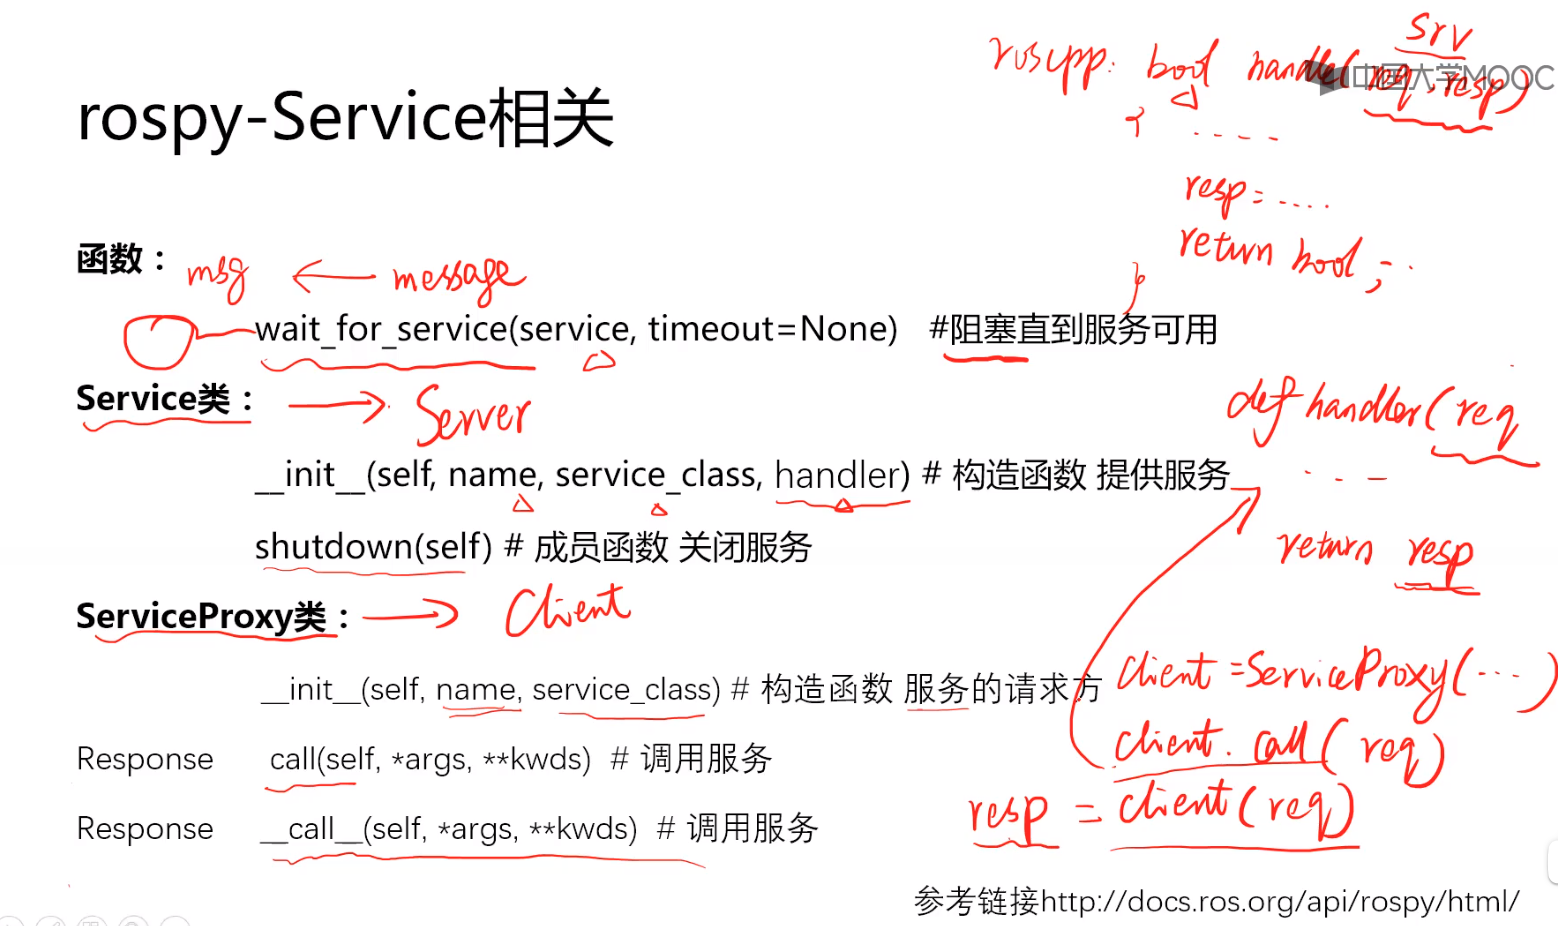 srv
roscpp: bool handle(req, resp)
中国大学MOOC
{ ....
resp = ....
return bool;
}
rospy-Service相关
函数：
msg ← message
wait_for_service(service, timeout=None) #阻塞直到服务可用
Service类： → Server
__init__(self, name, service_class, handler) # 构造函数 提供服务
shutdown(self) # 成员函数 关闭服务
def handler(req
...
return resp
ServiceProxy类： → Client
__init__(self, name, service_class) # 构造函数 服务的请求方
client = ServiceProxy(...)
Response call(self, *args, **kwds) # 调用服务
client.call(req)
Response __call__(self, *args, **kwds) # 调用服务
resp = client(req)
参考链接http://docs.ros.org/api/rospy/html/